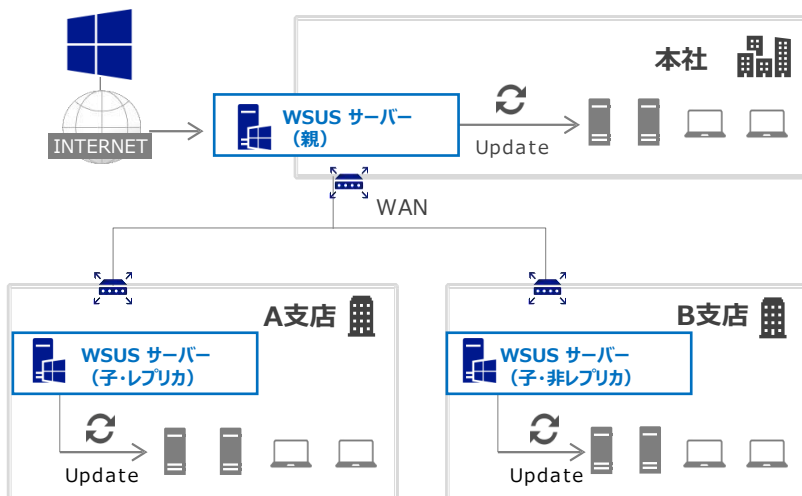 本社
WSUS サーバー
（親）
INTERNET
Update
WAN
A支店
WSUS サーバー
（子・レプリカ）
Update
B支店
WSUS サーバー
（子・非レプリカ）
Update